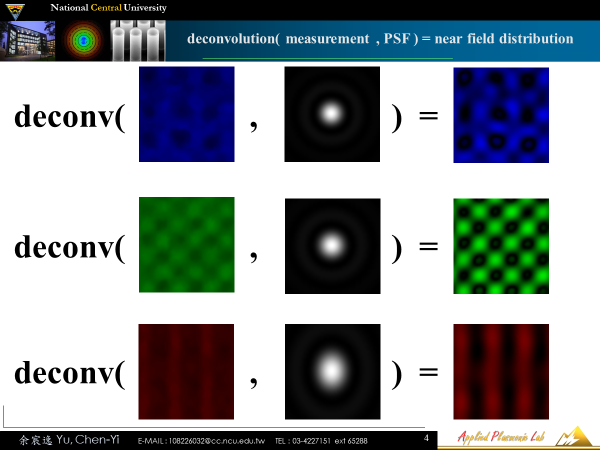 National Central University
deconvolution( measurement , PSF ) = near field distribution
deconv( , ) =
deconv( , ) =
deconv( , ) =
余宸逸 Yu, Chen-Yi E-MAIL : 108226032@cc.ncu.edu.tw TEL : 03-4227151 ext 65288 4 Applied Plasmonic Lab